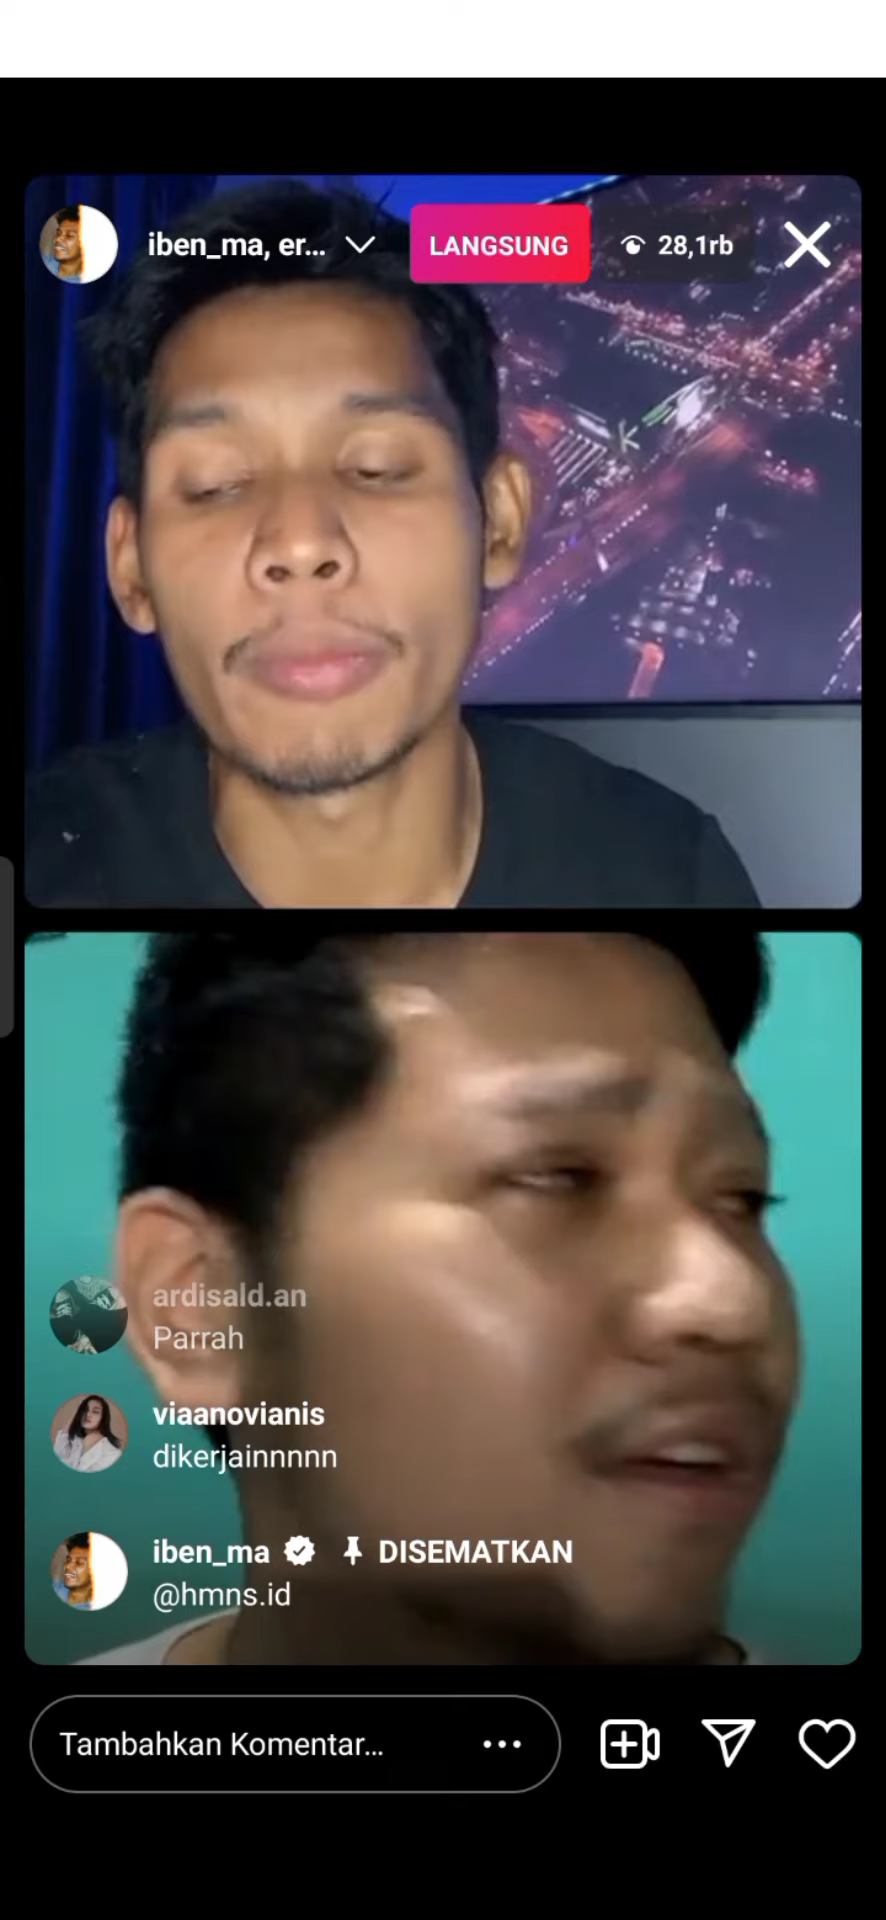 iben_ma, er...
LANGSUNG
28,1rb
ardisald.an
Parrah
viaanovianis
dikerjainnnnn
iben_ma DISEMATKAN
@hmns.id
Tambahkan Komentar...